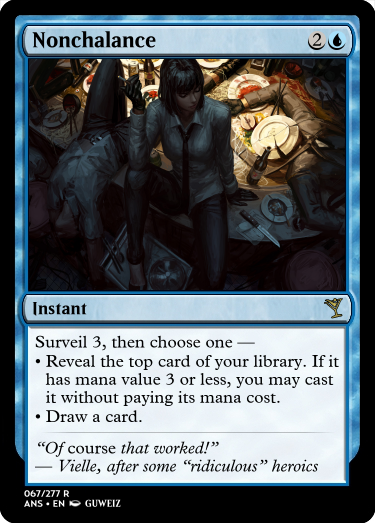 Nonchalance 2
Instant
Surveil 3, then choose one —
• Reveal the top card of your library. If it
has mana value 3 or less, you may cast
it without paying its mana cost.
• Draw a card.
“Of course that worked!”
— Vielle, after some “ridiculous” heroics
067/277 R
ANS • EN GUWEIZ